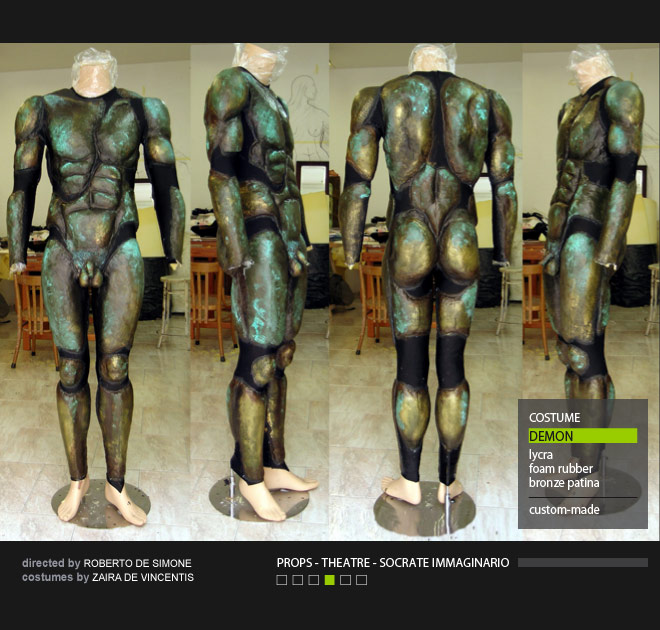 COSTUME
DEMON
lycra
foam rubber
bronze patina
custom-made
directed by ROBERTO DE SIMONE
costumes by ZAIRA DE VINCENTIS
PROPS - THEATRE - SOCRATE IMMAGINARIO